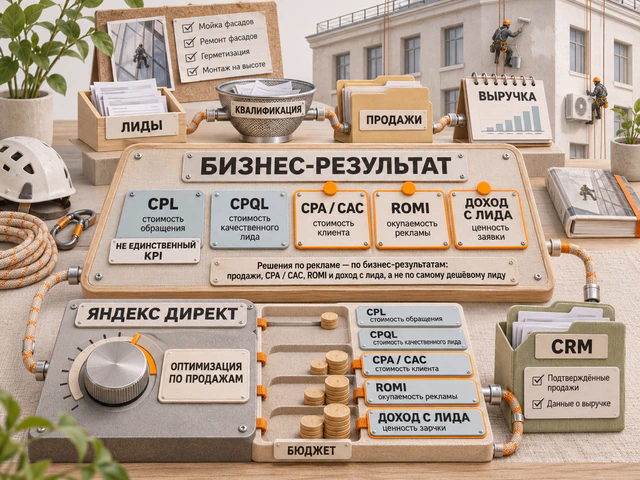 Мойка фасадов
Ремонт фасадов
Герметизация
Монтаж на высоте
ЛИДЫ
КВАЛИФИКАЦИЯ
ПРОДАЖИ
ВЫРУЧКА
БИЗНЕС-РЕЗУЛЬТАТ
CPL
стоимость
обращения
НЕ ЕДИНСТВЕННЫЙ
KPI
CPQL
стоимость
качественного
лида
CPA / CAC
стоимость
клиента
ROMI
окупаемость
рекламы
ДОХОД
С ЛИДА
ценность
заявки
Решения по рекламе — по бизнес-результатам:
продажи, CPA / CAC, ROMI и доход с лида, а не по самому дешёвому лиду
ЯНДЕКС ДИРЕКТ
ОПТИМИЗАЦИЯ
ПО ПРОДАЖАМ
CPL
стоимость обращения
CPQL
стоимость качественного лида
CPA / CAC
стоимость клиента
ROMI
окупаемость рекламы
ДОХОД С ЛИДА
ценность зарчки
БЮДЖЕТ
CRM
Подтверждённые
продажи
Данные о выручке